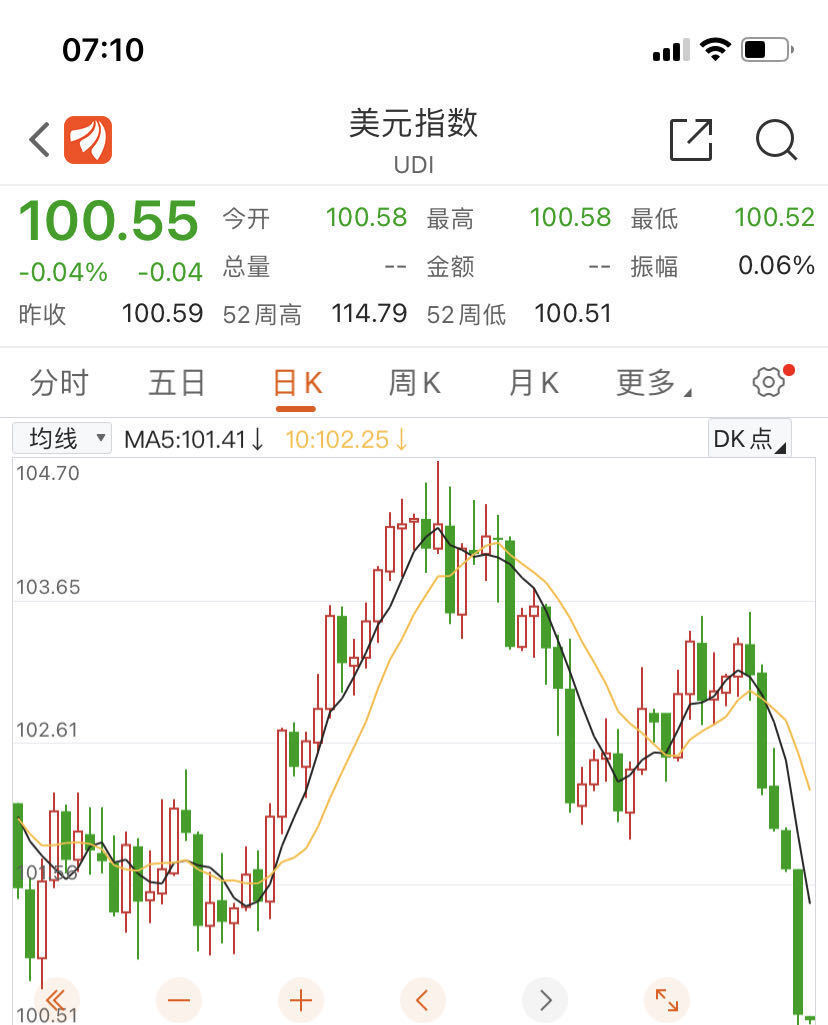 07:10
美元指数
UDI
100.55 今开 100.58 最高 100.58 最低 100.52
-0.04% -0.04 总量 -- 金额 -- 振幅 0.06%
昨收 100.59 52周高 114.79 52周低 100.51
分时 五日 日K 周K 月K 更多
均线 MA5:101.41↓ 10:102.25↓ DK点
104.70
103.65
102.61
101.56
100.51